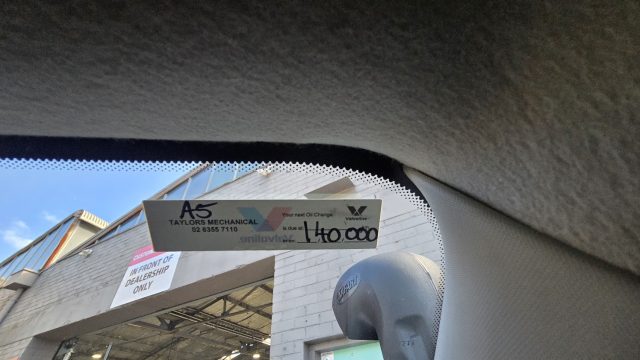 A5
TAYLORS MECHANICAL
02 6355 7110
Your next Oil Change
is due at:
140.000
Valvoline
Valvoline
IN FRONT OF
DEALERSHIP
ONLY